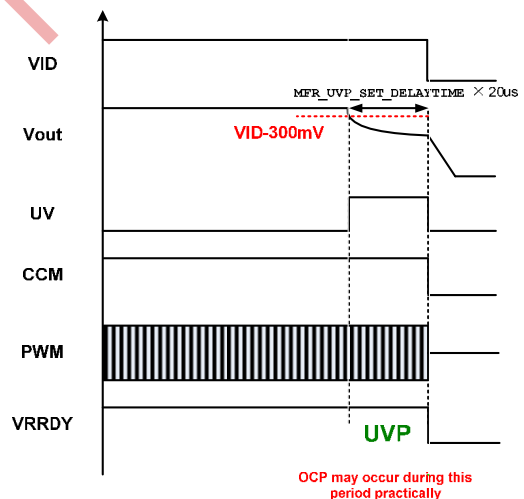 VID
MFR_UVP_SET_DELAYTIME × 20us
Vout
VID-300mV
UV
CCM
PWM
VRRDY
UVP
OCP may occur during this
period practically